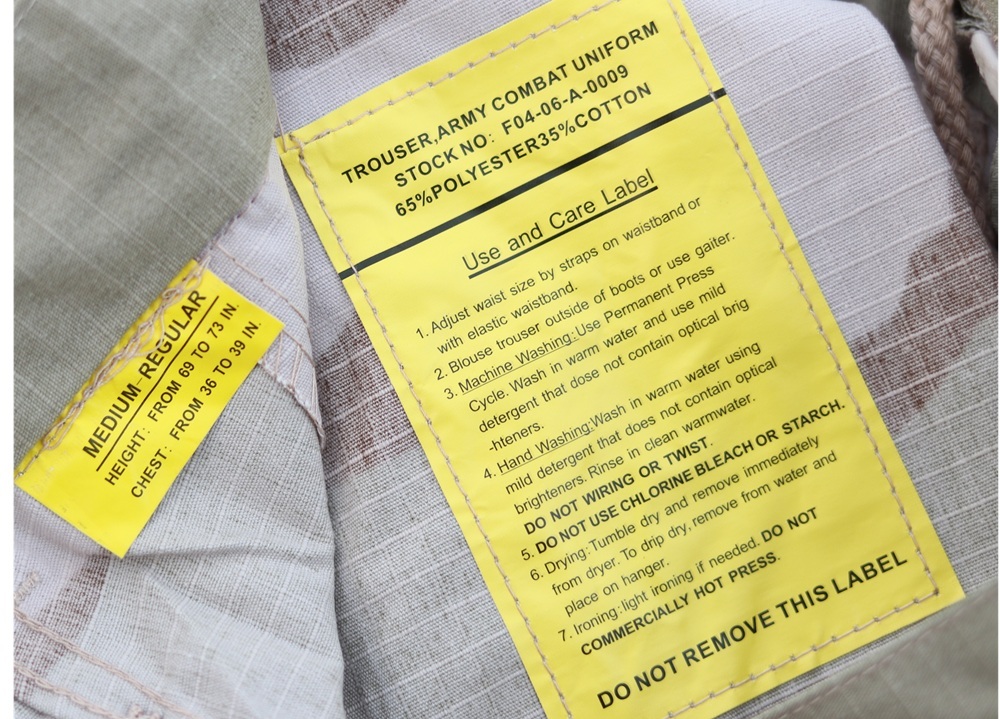 TROUSER,ARMY COMBAT UNIFORM
STOCK NO: F04-06-A-0009
65%POLYESTER35%COTTON
Use and Care Label
1. Adjust waist size by straps on waistband or
with elastic waistband.
2. Blouse trouser outside of boots or use gaiter.
3. Machine Washing:Use Permanent Press
Cycle. Wash in warm water and use mild
detergent that dose not contain optical brig
-hteners.
4. Hand Washing:Wash in warm water using
mild detergent that does not contain optical
brighteners. Rinse in clean warmwater.
DO NOT WIRING OR TWIST.
5. DO NOT USE CHLORINE BLEACH OR STARCH.
6. Drying:Tumble dry and remove immediately
from dryer. To drip dry, remove from water and
place on hanger.
7. Ironing:light ironing if needed. DO NOT
COMMERCIALLY HOT PRESS.
DO NOT REMOVE THIS LABEL
MEDIUM-REGULAR
HEIGHT: FROM 69 TO 73 IN.
CHEST: FROM 36 TO 39 IN.